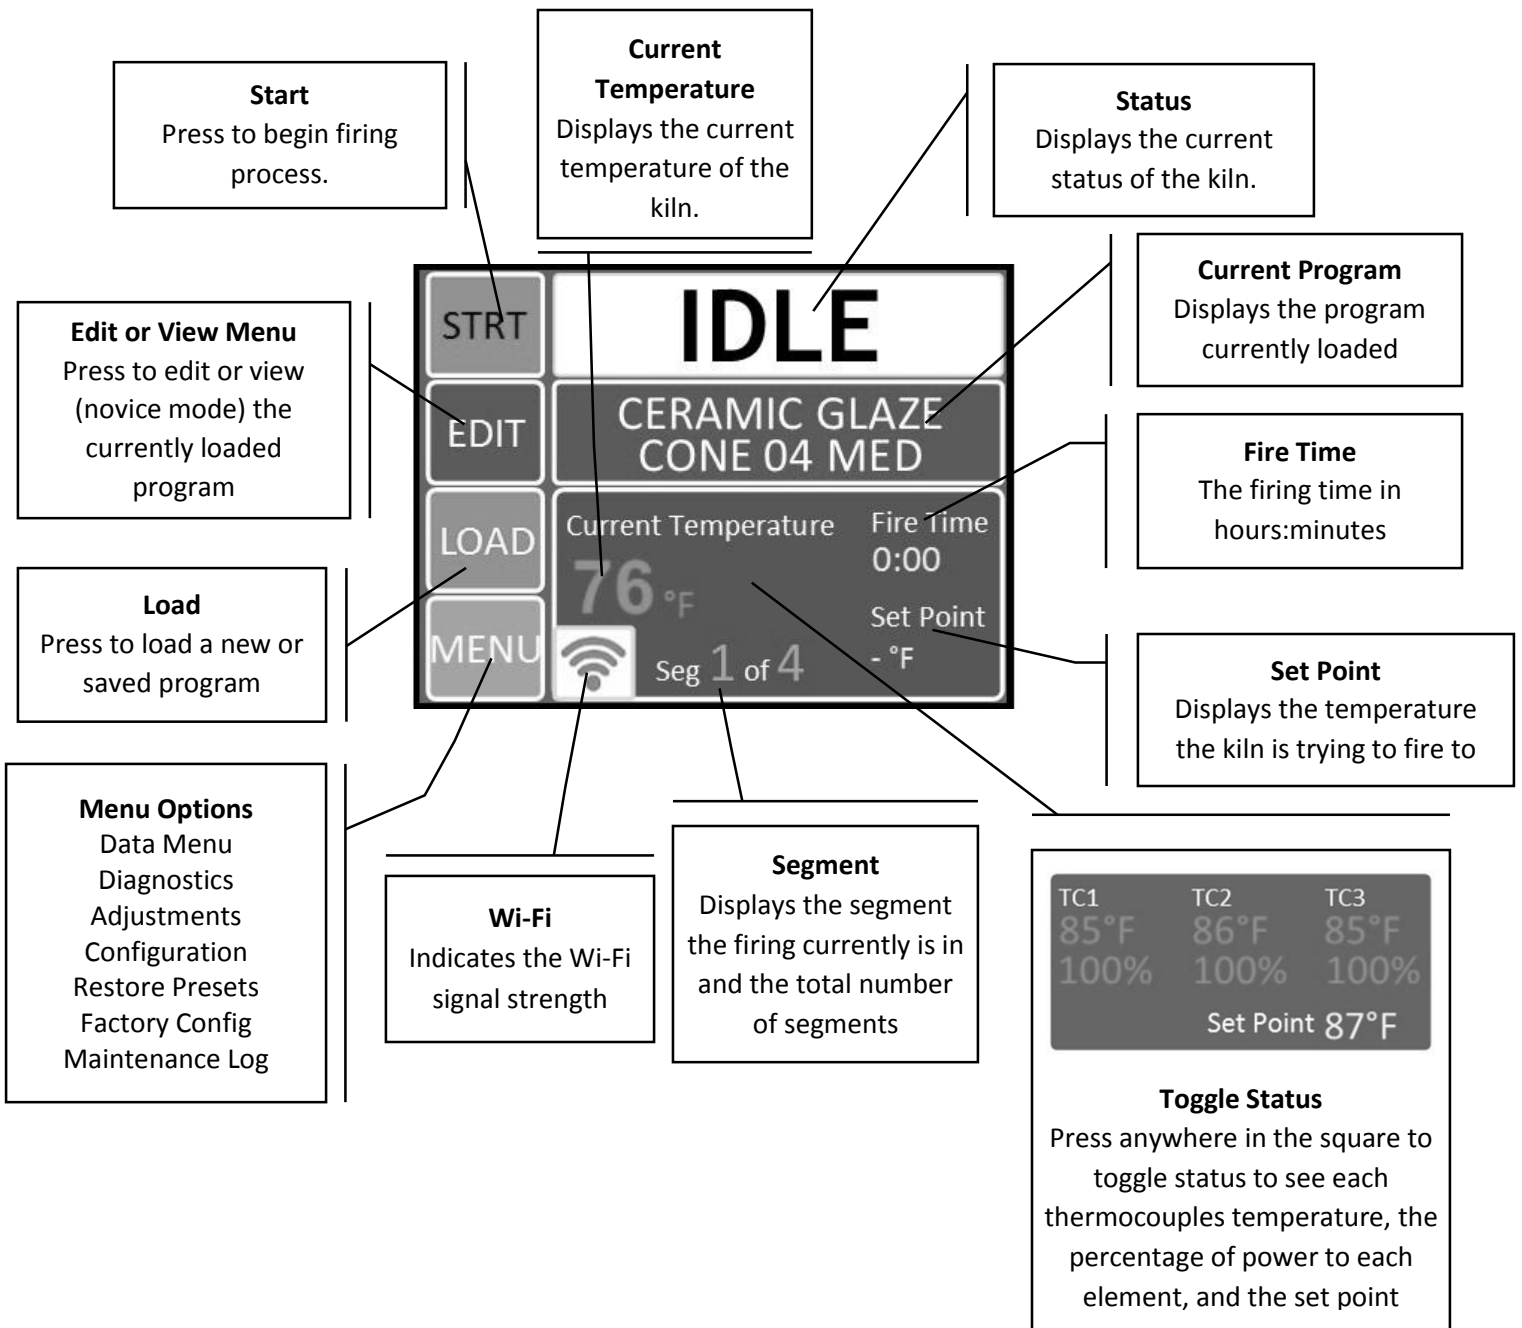 Current
Temperature
Displays the current
temperature of the
kiln.
Start
Press to begin firing
process.
Status
Displays the current
status of the kiln.
Current Program
Displays the program
currently loaded
Edit or View Menu
Press to edit or view
(novice mode) the
currently loaded
program
STRT
IDLE
EDIT
CERAMIC GLAZE
CONE 04 MED
LOAD
Current Temperature
76 °F
Fire Time
0:00
Set Point
- °F
MENU
Seg 1 of 4
Fire Time
The firing time in
hours:minutes
Load
Press to load a new or
saved program
Set Point
Displays the temperature
the kiln is trying to fire to
Menu Options
Data Menu
Diagnostics
Adjustments
Configuration
Restore Presets
Factory Config
Maintenance Log
Wi-Fi
Indicates the Wi-Fi
signal strength
Segment
Displays the segment
the firing currently is in
and the total number
of segments
TC1 TC2 TC3
85°F 86°F 85°F
100% 100% 100%
Set Point 87°F
Toggle Status
Press anywhere in the square to
toggle status to see each
thermocouples temperature, the
percentage of power to each
element, and the set point